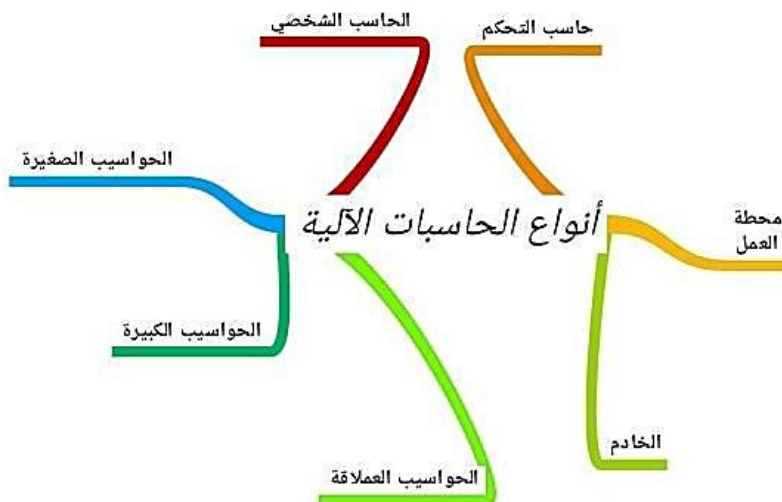 الحاسب الشخصي
حاسب التحكم
الحواسيب الصغيرة
أنواع الحاسبات الآلية
محطة
العمل
الحواسيب الكبيرة
الخادم
الحواسيب العملاقة